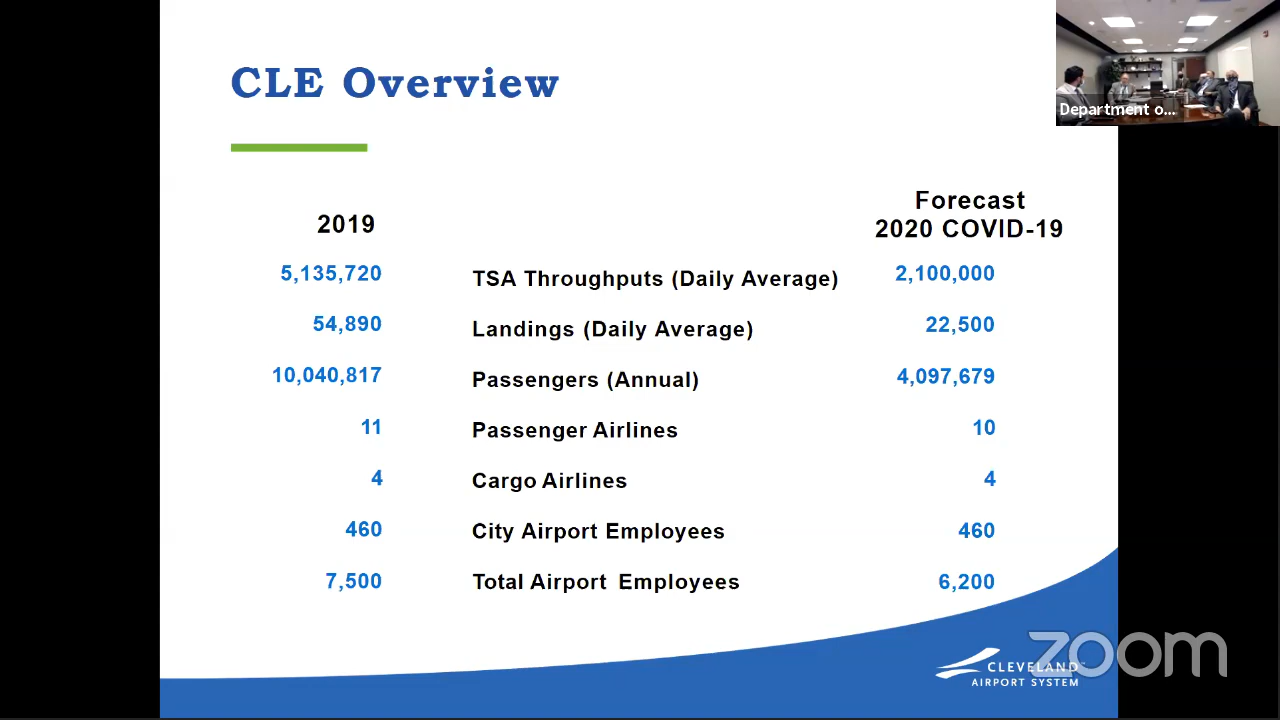 CLE Overview
Department o...
2019
Forecast
2020 COVID-19
5,135,720 TSA Throughputs (Daily Average) 2,100,000
54,890 Landings (Daily Average) 22,500
10,040,817 Passengers (Annual) 4,097,679
11 Passenger Airlines 10
4 Cargo Airlines 4
460 City Airport Employees 460
7,500 Total Airport Employees 6,200
CLEVELAND
AIRPORT SYSTEM
zoom